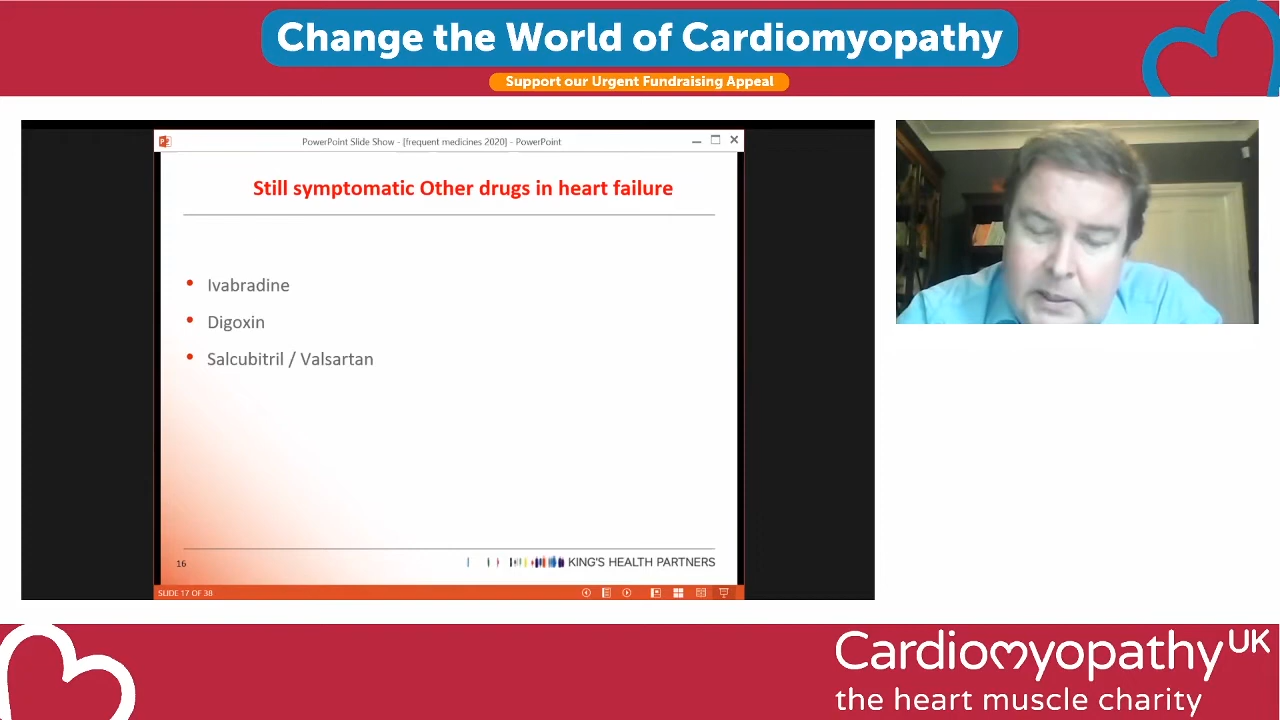 Change the World of Cardiomyopathy
Support our Urgent Fundraising Appeal
PowerPoint Slide Show - [frequent medicines 2020] - PowerPoint
Still symptomatic Other drugs in heart failure
• Ivabradine
• Digoxin
• Salcubitril / Valsartan
16
KING'S HEALTH PARTNERS
SLIDE 17 OF 38
Cardiomyopathy UK
the heart muscle charity